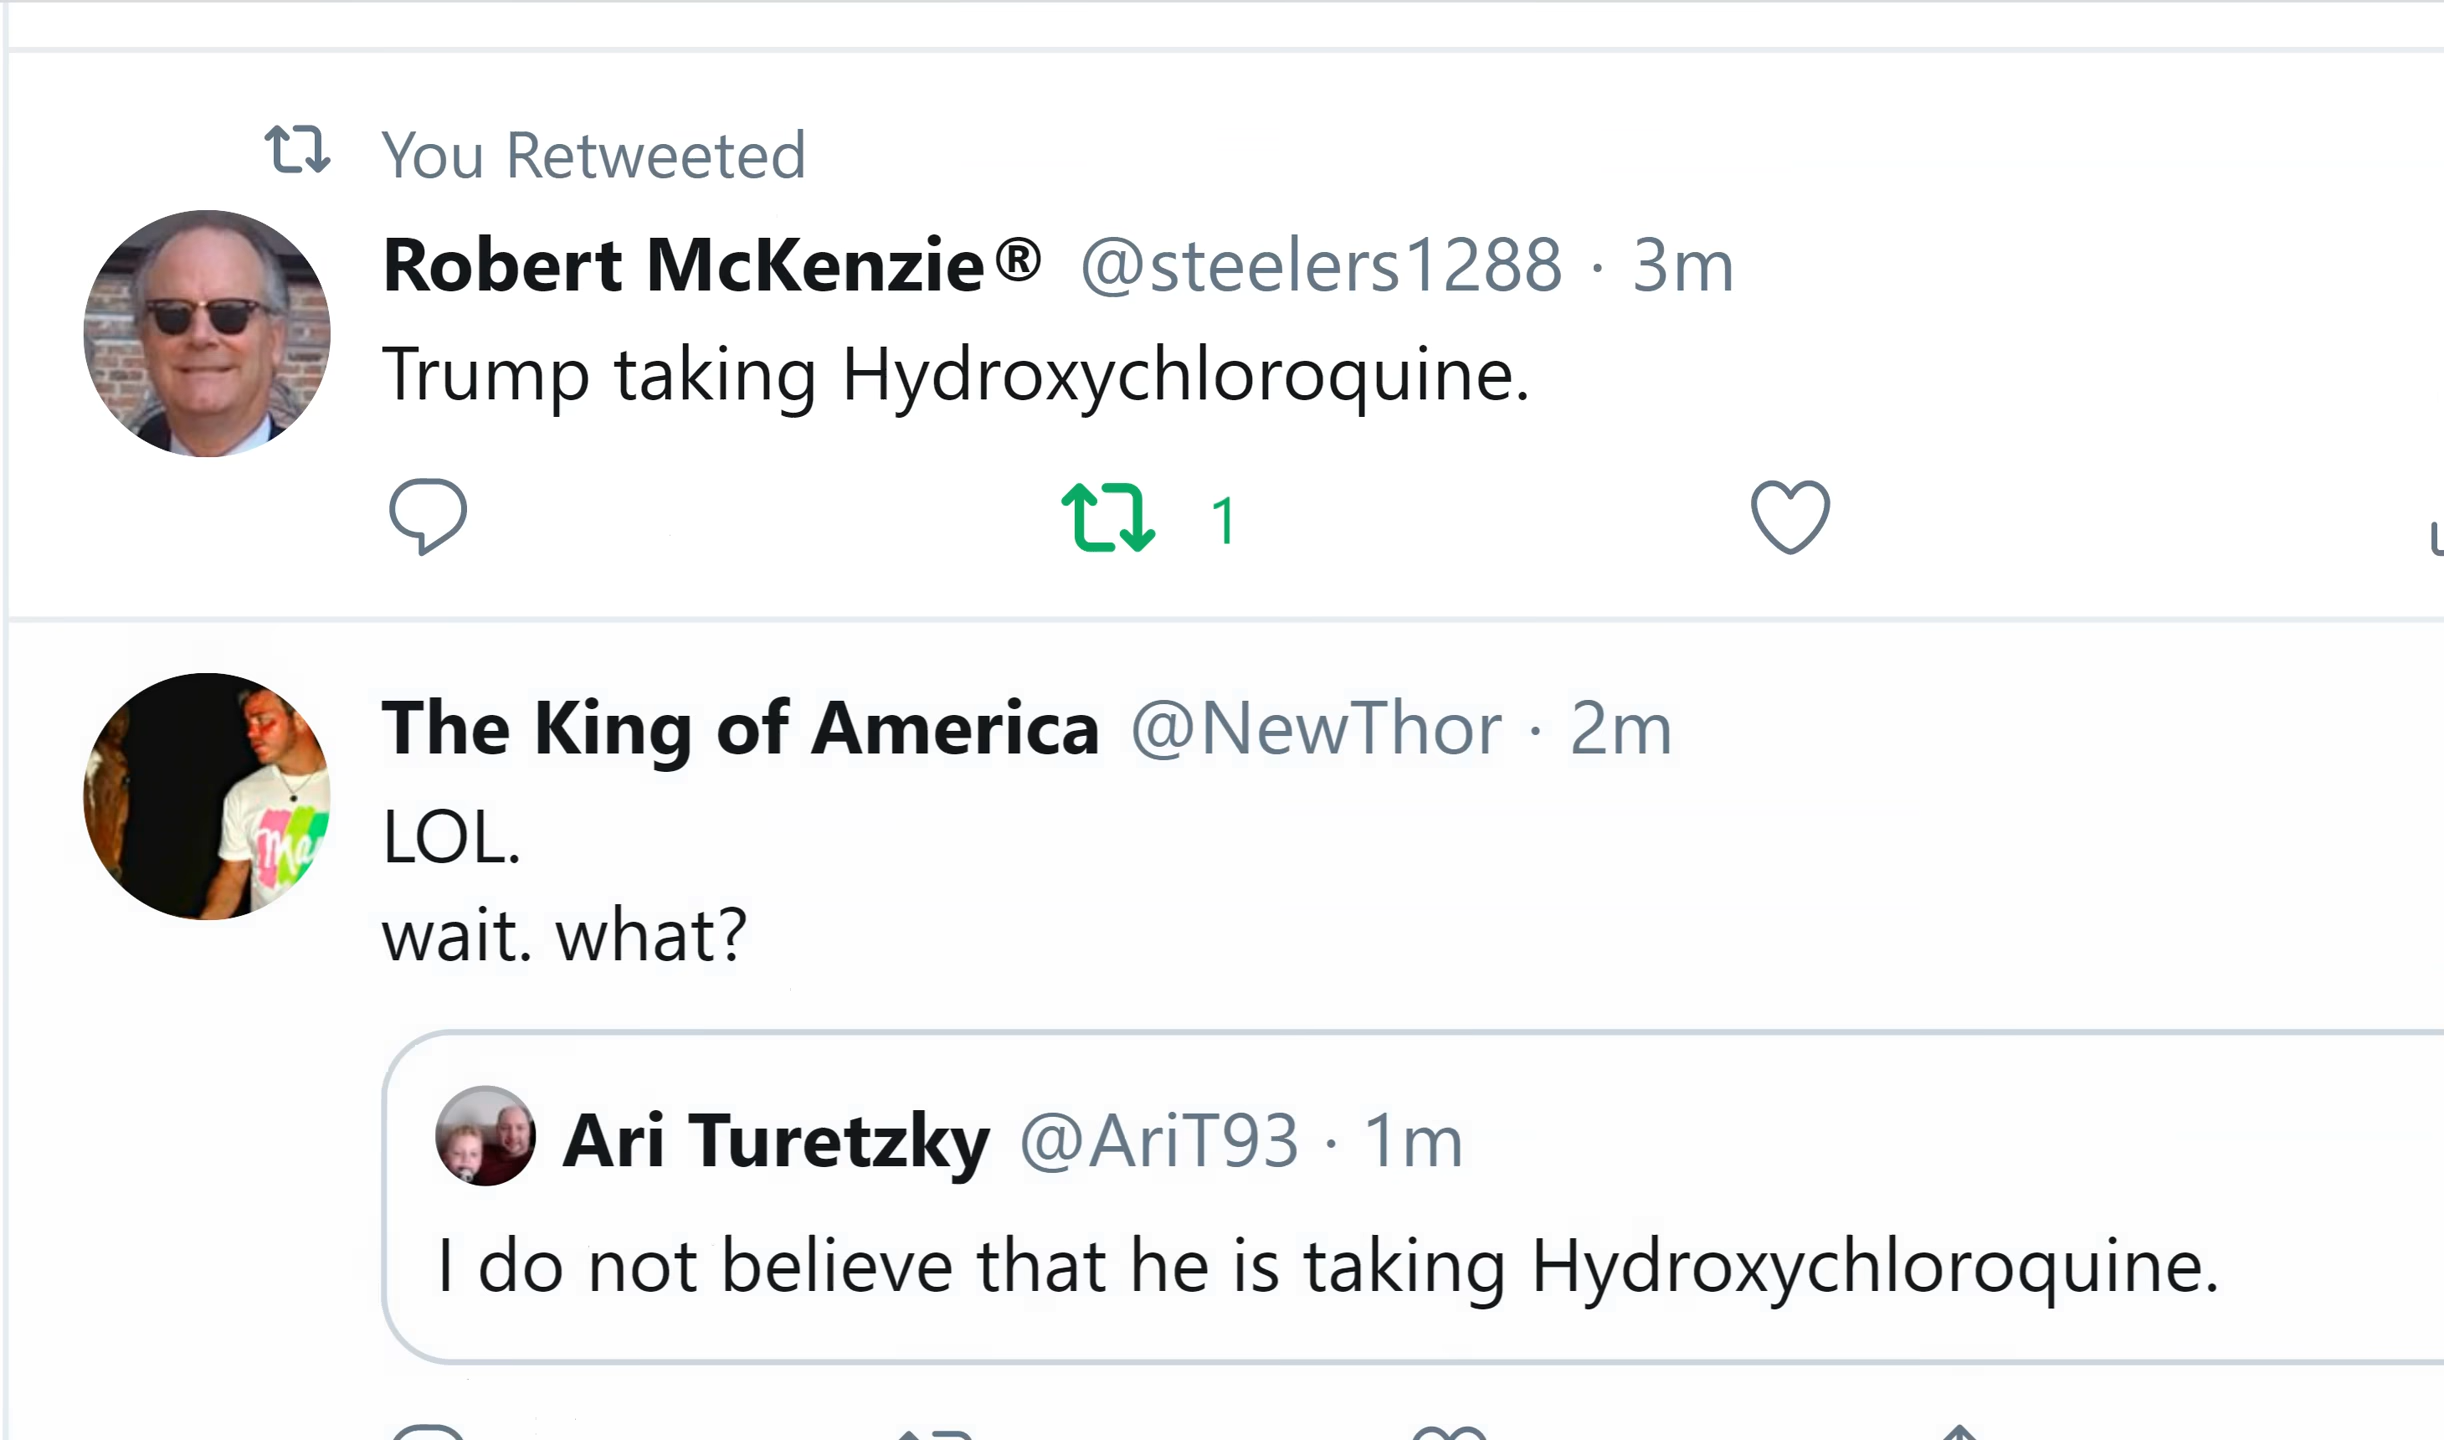 You Retweeted
Robert McKenzie® @steelers1288 · 3m
Trump taking Hydroxychloroquine.
1
The King of America @NewThor · 2m
LOL.
wait. what?
Ari Turetzky @AriT93 · 1m
I do not believe that he is taking Hydroxychloroquine.